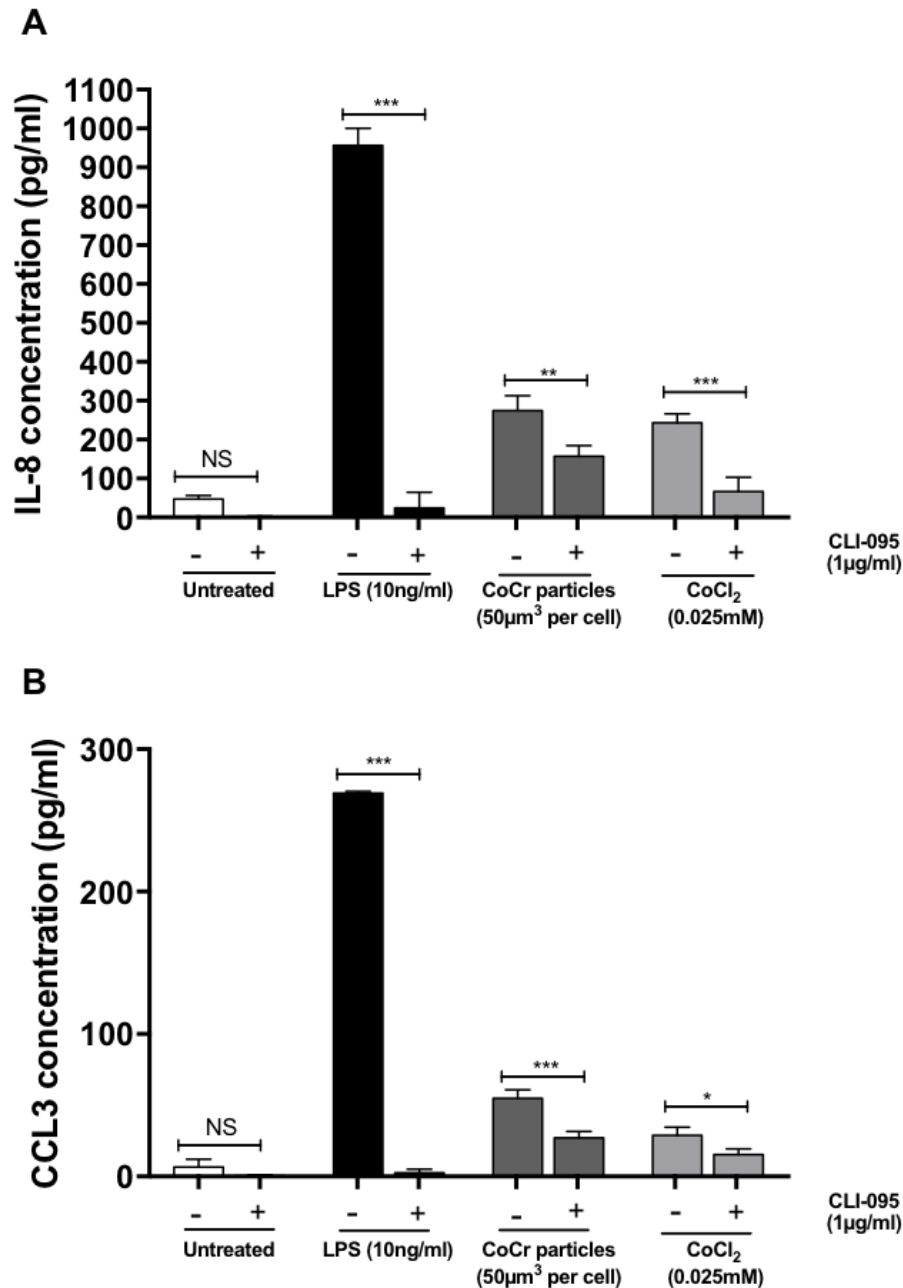 A
IL-8 concentration (pg/ml)
1100
1000
900
800
700
600
500
400
300
200
100
0
NS
***
**
***
- + - + - + - +
CLI-095
(1µg/ml)
Untreated
LPS (10ng/ml)
CoCr particles
(50µm³ per cell)
CoCl₂
(0.025mM)
B
CCL3 concentration (pg/ml)
300
200
100
0
NS
***
***
*
- + - + - + - +
CLI-095
(1µg/ml)
Untreated
LPS (10ng/ml)
CoCr particles
(50µm³ per cell)
CoCl₂
(0.025mM)